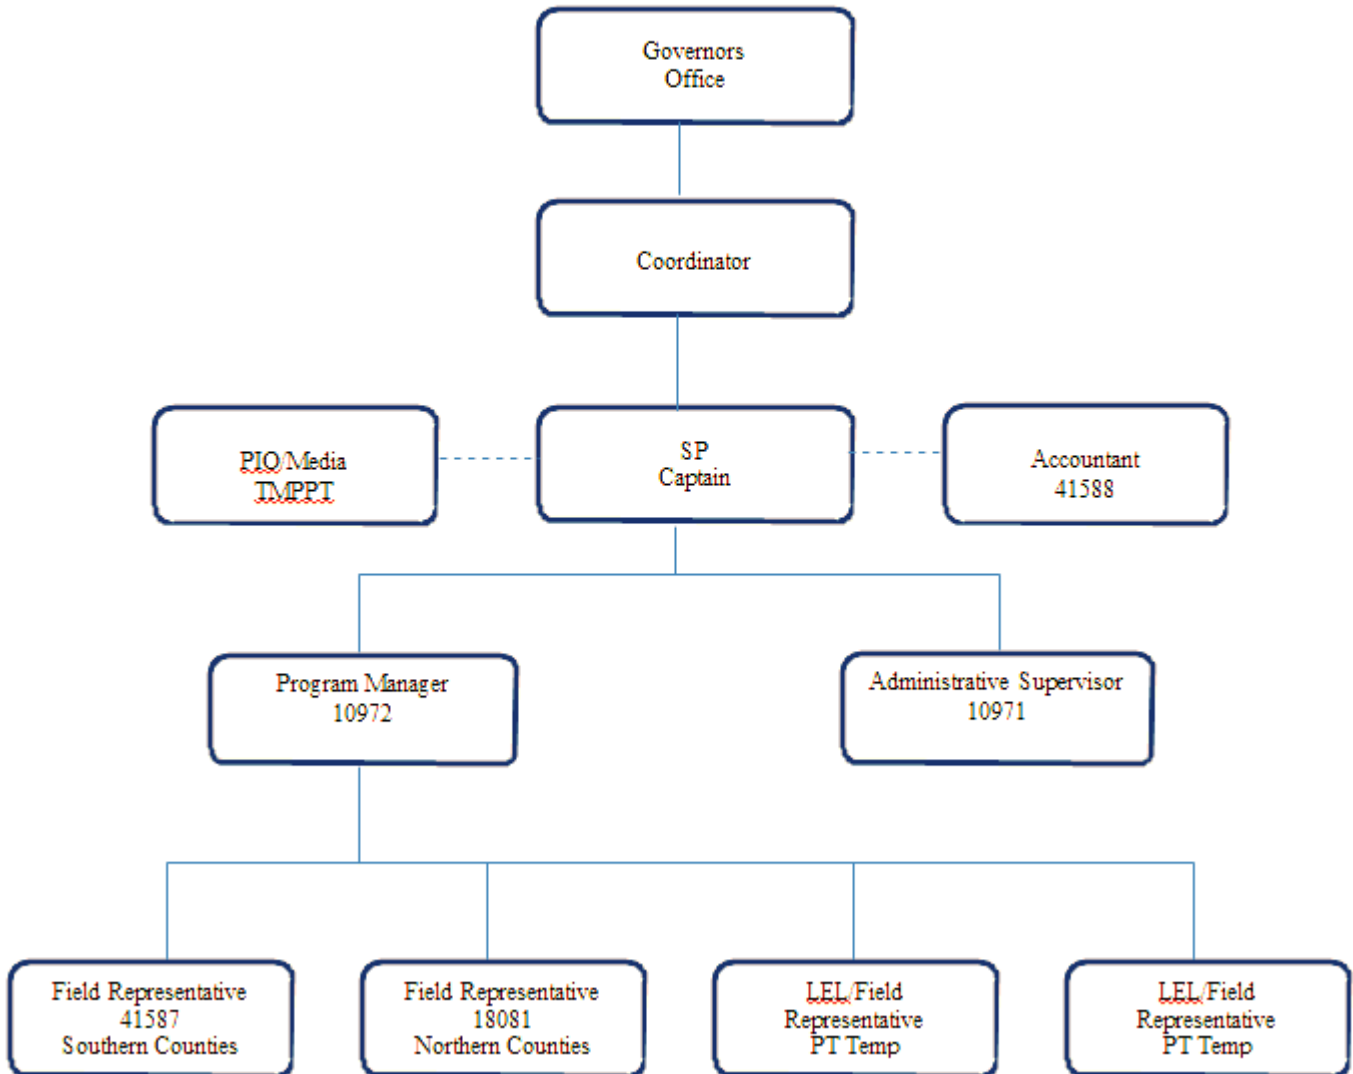 Governors
Office
Coordinator
PIO/Media
TMPPT
SP
Captain
Accountant
41588
Program Manager
10972
Administrative Supervisor
10971
Field Representative
41587
Southern Counties
Field Representative
18081
Northern Counties
LEL/Field
Representative
PT Temp
LEL/Field
Representative
PT Temp